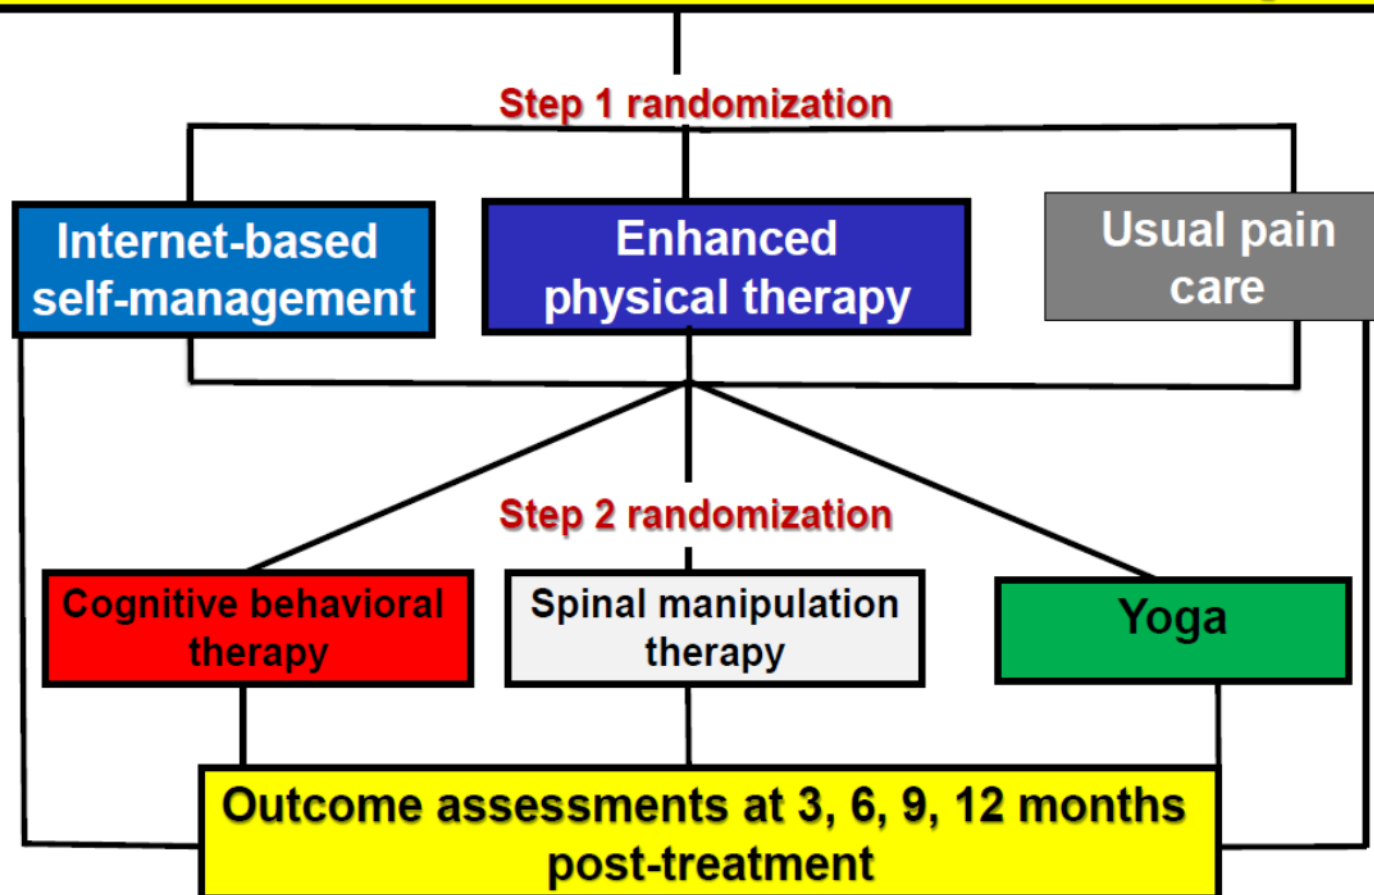 Step 1 randomization
Internet-based
self-management
Enhanced
physical therapy
Usual pain
care
Step 2 randomization
Cognitive behavioral
therapy
Spinal manipulation
therapy
Yoga
Outcome assessments at 3, 6, 9, 12 months
post-treatment